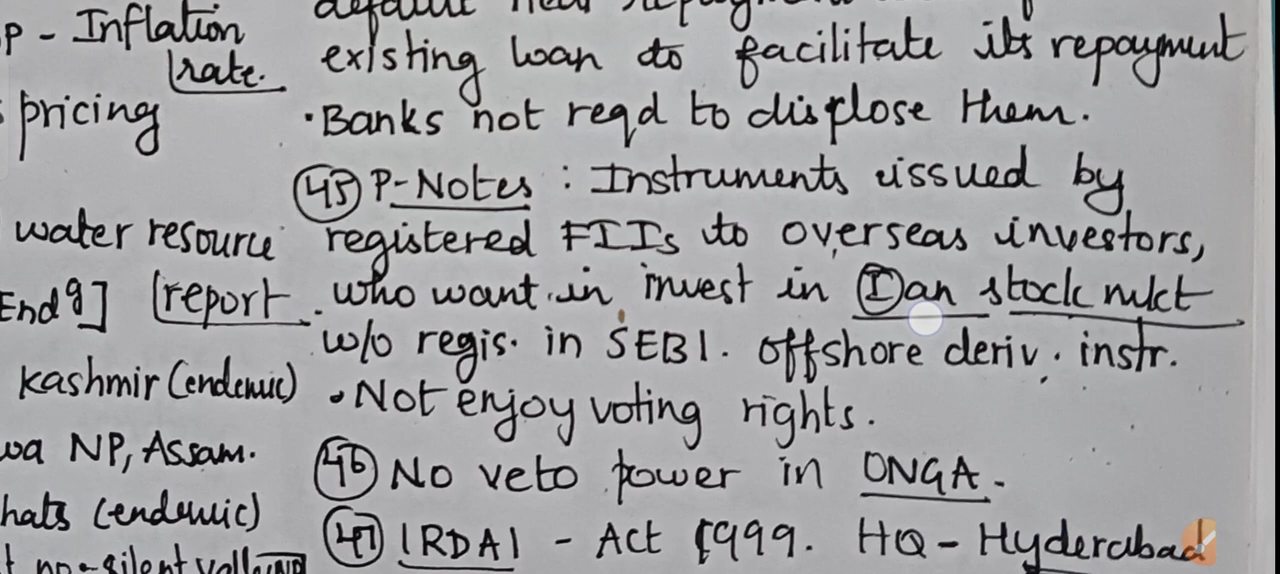 P - Inflation
rate.
pricing
water resource
End g] [report
Kashmir (endemic)
wa NP, Assam.
hats (endemic)
existing loan to facilitate its repayment
• Banks not reqd to displose them.
45 P-Notes : Instruments issued by
registered FIIs to overseas investors,
who want in invest in Ian stock mkt
w/o regis. in SEBI. offshore deriv. instr.
• Not enjoy voting rights.
46 No veto power in UNGA.
47 IRDAI - Act 1999. HQ - Hyderabad